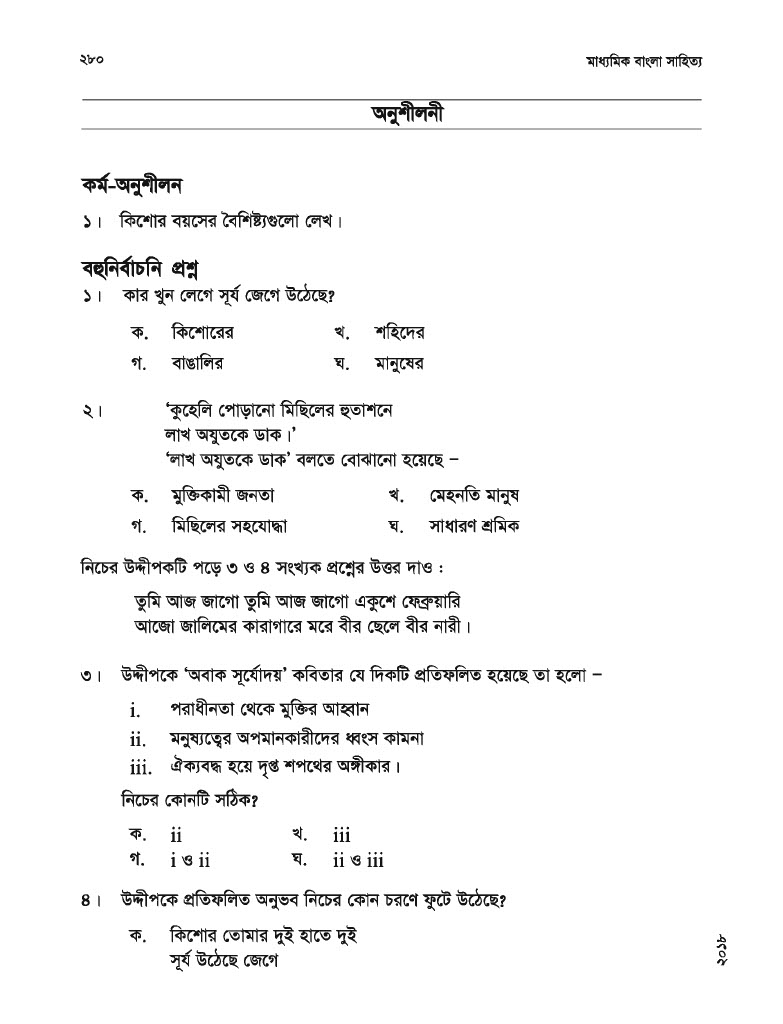 ২৮০ মাধ্যমিক বাংলা সাহিত্য
অনুশীলনী
কর্ম-অনুশীলন
১। কিশোর বয়সের বৈশিষ্ট্যগুলো লেখ।
বহুনির্বাচনি প্রশ্ন
১। কার খুন লেগে সূর্য জেগে উঠেছে?
ক. কিশোরের খ. শহিদের
গ. বাঙালির ঘ. মানুষের
২। ‘কুহেলি পোড়ানো মিছিলের হুতাশনে
লাখ অযুতকে ডাক।’
‘লাখ অযুতকে ডাক’ বলতে বোঝানো হয়েছে –
ক. মুক্তিকামী জনতা খ. মেহনতি মানুষ
গ. মিছিলের সহযোদ্ধা ঘ. সাধারণ শ্রমিক
নিচের উদ্দীপকটি পড়ে ৩ ও ৪ সংখ্যক প্রশ্নের উত্তর দাও :
তুমি আজ জাগো তুমি আজ জাগো একুশে ফেব্রুয়ারি
আজো জালিমের কারাগারে মরে বীর ছেলে বীর নারী।
৩। উদ্দীপকে ‘অবাক সূর্যোদয়’ কবিতার যে দিকটি প্রতিফলিত হয়েছে তা হলো –
i. পরাধীনতা থেকে মুক্তির আহ্বান
ii. মনুষ্যত্বের অপমানকারীদের ধ্বংস কামনা
iii. ঐক্যবদ্ধ হয়ে দৃপ্ত শপথের অঙ্গীকার।
নিচের কোনটি সঠিক?
ক. ii খ. iii
গ. i ও ii ঘ. ii ও iii
৪। উদ্দীপকে প্রতিফলিত অনুভব নিচের কোন চরণে ফুটে উঠেছে?
ক. কিশোর তোমার দুই হাতে দুই
সূর্য উঠেছে জেগে
২০১৮